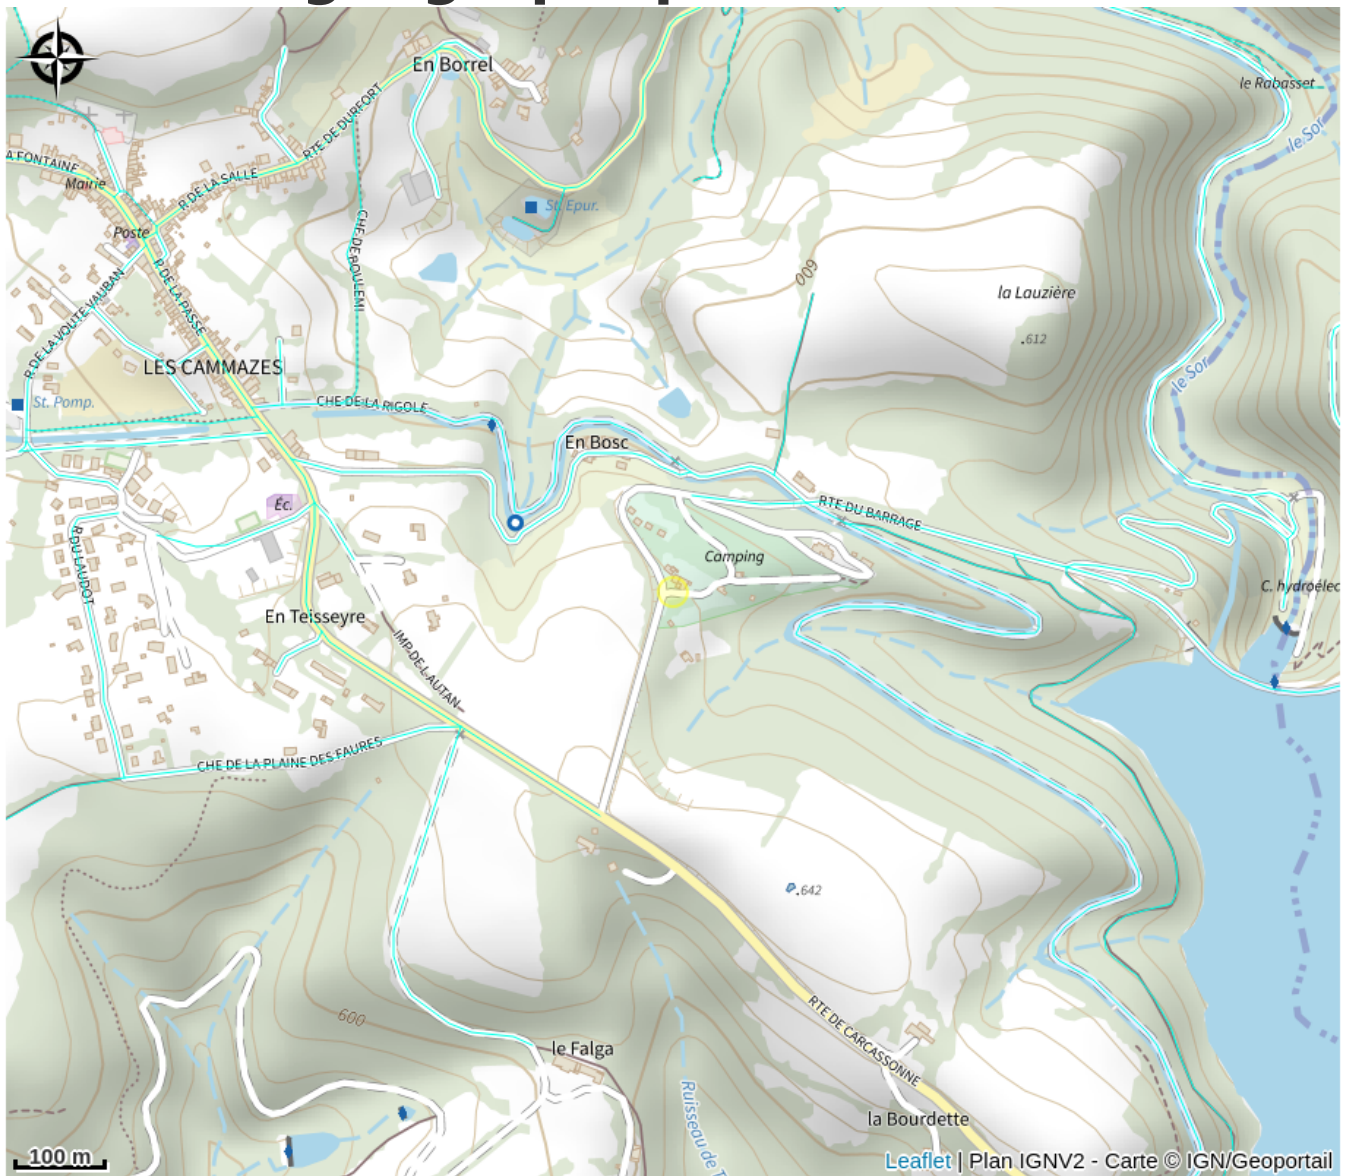 En Borrel
le Rabasset
le Sor
RTE DE DURFORT
A FONTAINE
Mairie
R DE LA SALLE
St. Epur.
Poste
CHE DE BOULEMI
R DE LA PASSE
R DE LA VOUTE VAUBAN
600
la Lauzière
.612
LES CAMMAZES
le Sor
St. Pomp.
CHE DE LA RIGOLE
En Bosc
Éc.
RTE DU BARRAGE
Camping
R DU LAUDOT
C. hydroélec
En Teisseyre
IMP DE L AUTAN
CHE DE LA PLAINE DES FAURES
.642
600
RTE DE CARCASSONNE
le Falga
Ruisseau de T
la Bourdette
100 m
Leaflet | Plan IGNV2 - Carte © IGN/Geoportail